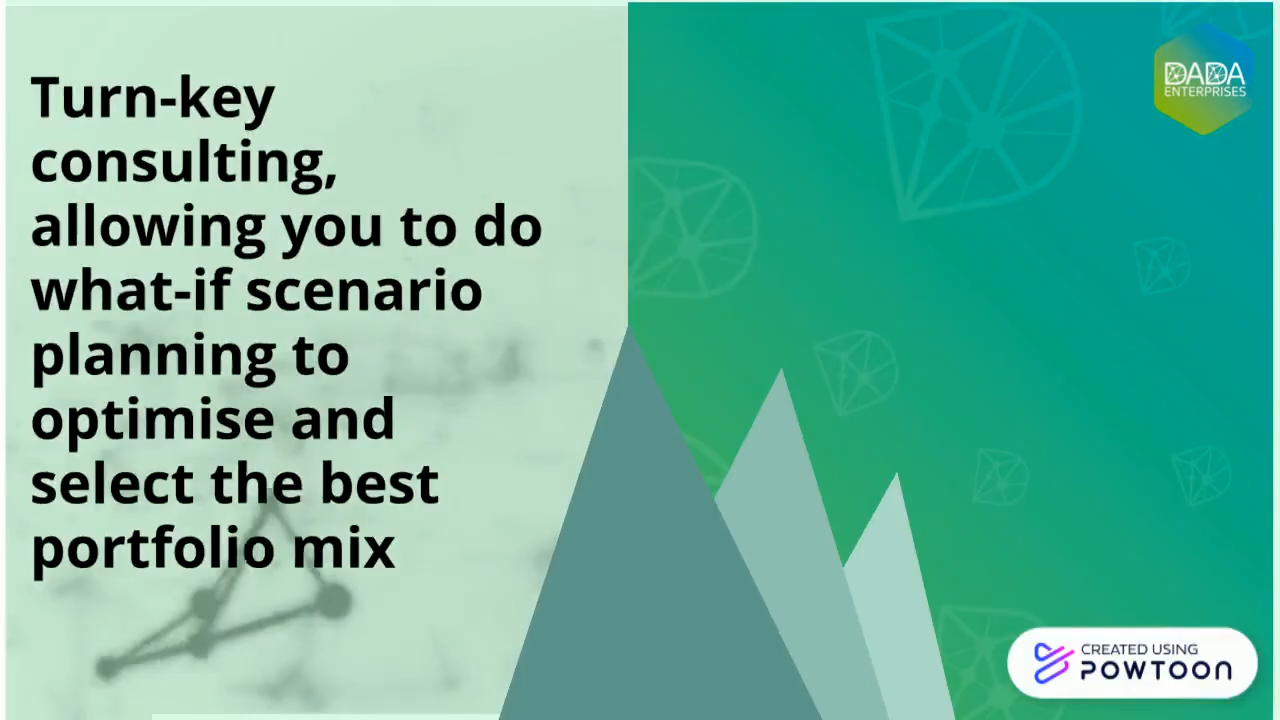 Turn-key
consulting,
allowing you to do
what-if scenario
planning to
optimise and
select the best
portfolio mix
DADA
ENTERPRISES
CREATED USING
POWTOON